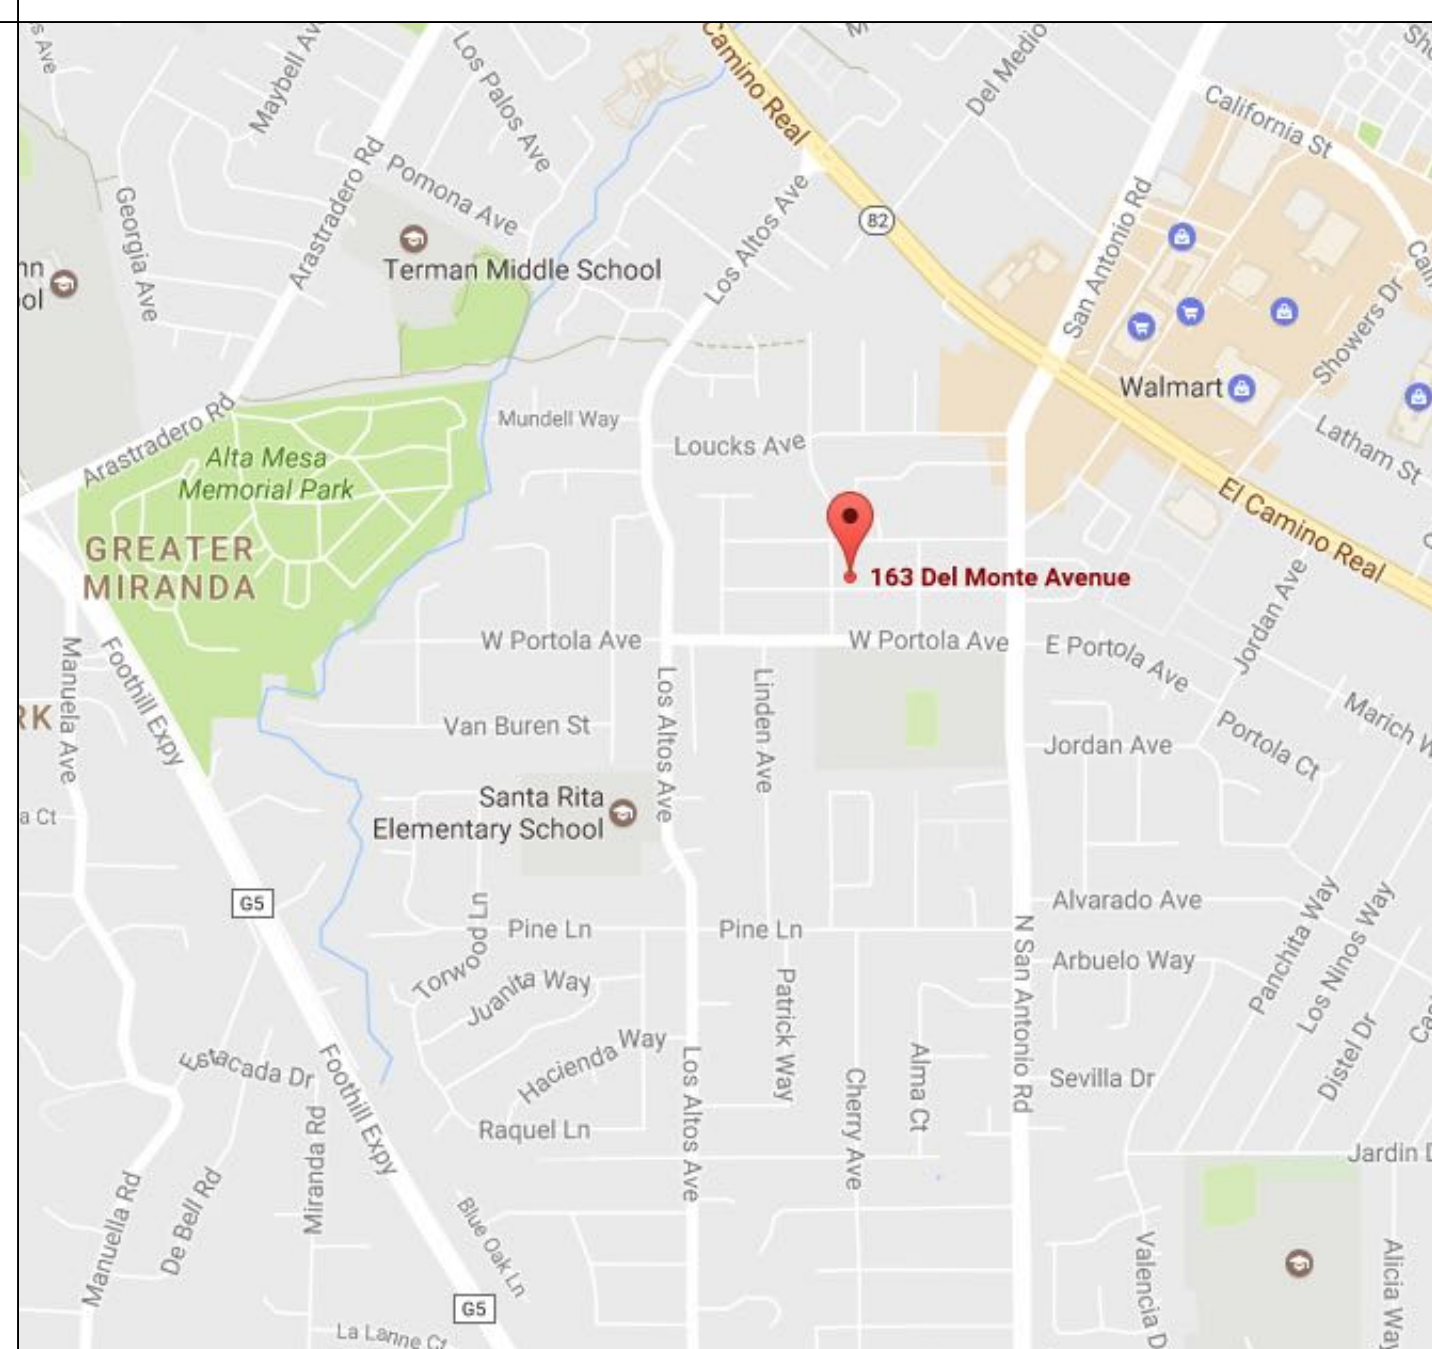 s Ave
Maybell Av
Los Palos Ave
Camino Real
Del Medio
Sho
California St
Arastradero Rd
Pomona Ave
Georgia Ave
Los Altos Ave
82
San Antonio Rd
nn
ol
Terman Middle School
Showers Dr
Walmart
Mundell Way
Arastradero Rd
Loucks Ave
Latham St
Alta Mesa
Memorial Park
El Camino Real
GREATER
MIRANDA
163 Del Monte Avenue
Jordan Ave
W Portola Ave
W Portola Ave
E Portola Ave
Manuela Ave
Foothill Expy
Los Altos Ave
Linden Ave
RK
Van Buren St
Jordan Ave
Portola Ct
Marich W
Santa Rita
Elementary School
a Ct
G5
Alvarado Ave
Torwood Ln
Pine Ln
Pine Ln
N San Antonio Rd
Panchita Way
Los Ninos Way
Arbuelo Way
Juanita Way
Patrick Way
Hacienda Way
Distel Dr
Estacada Dr
Foothill Expy
Los Altos Ave
Cherry Ave
Alma Ct
Sevilla Dr
Miranda Rd
Raquel Ln
Jardin D
Manuella Rd
De Bell Rd
Blue Oak Ln
Valencia D
Alicia Way
G5
La Lanne Ct